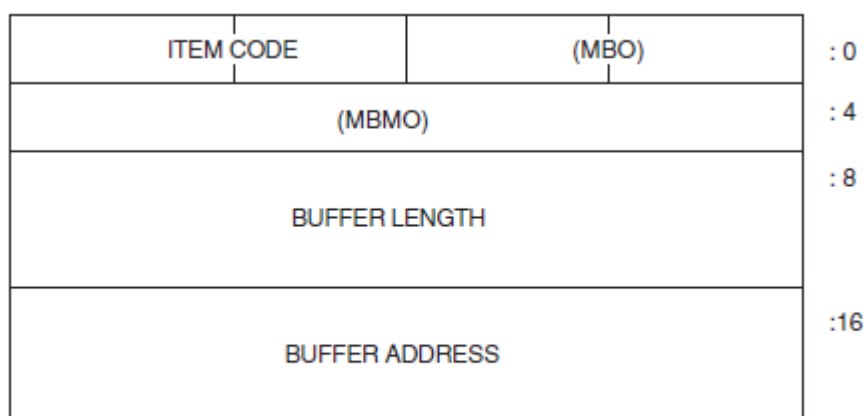 ITEM CODE (MBO) : 0
(MBMO) : 4
: 8
BUFFER LENGTH
:16
BUFFER ADDRESS